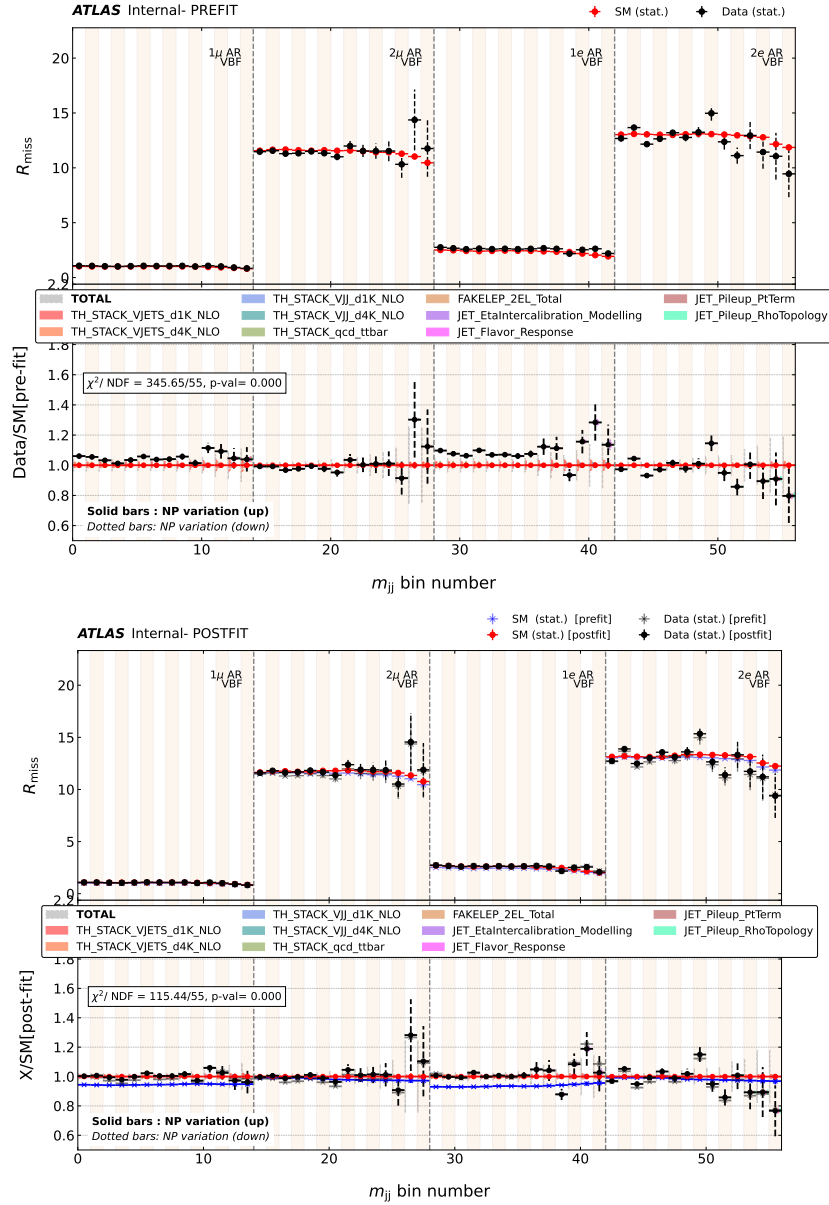 ATLAS Internal- PREFIT
SM (stat.) Data (stat.)
1μ AR VBF
2μ AR VBF
1e AR VBF
2e AR VBF
20
15
10
5
0
R_miss
2.2
TOTAL
TH_STACK_VJETS_d1K_NLO
TH_STACK_VJETS_d4K_NLO
TH_STACK_VJJ_d1K_NLO
TH_STACK_VJJ_d4K_NLO
TH_STACK_qcd_ttbar
FAKELEP_2EL_Total
JET_EtaIntercalibration_Modelling
JET_Flavor_Response
JET_Pileup_PtTerm
JET_Pileup_RhoTopology
1.8
1.6
1.4
1.2
1.0
0.8
0.6
Data/SM[pre-fit]
χ²/ NDF = 345.65/55, p-val= 0.000
Solid bars : NP variation (up)
Dotted bars: NP variation (down)
0 10 20 30 40 50
m_jj bin number
ATLAS Internal- POSTFIT
SM (stat.) [prefit]
SM (stat.) [postfit]
Data (stat.) [prefit]
Data (stat.) [postfit]
1μ AR VBF
2μ AR VBF
1e AR VBF
2e AR VBF
20
15
10
5
0
R_miss
2.2
TOTAL
TH_STACK_VJETS_d1K_NLO
TH_STACK_VJETS_d4K_NLO
TH_STACK_VJJ_d1K_NLO
TH_STACK_VJJ_d4K_NLO
TH_STACK_qcd_ttbar
FAKELEP_2EL_Total
JET_EtaIntercalibration_Modelling
JET_Flavor_Response
JET_Pileup_PtTerm
JET_Pileup_RhoTopology
1.8
1.6
1.4
1.2
1.0
0.8
0.6
X/SM[post-fit]
χ²/ NDF = 115.44/55, p-val= 0.000
Solid bars : NP variation (up)
Dotted bars: NP variation (down)
0 10 20 30 40 50
m_jj bin number